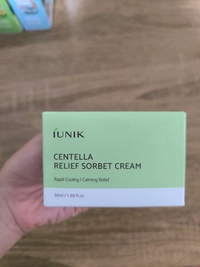 iUNIK
CENTELLA
RELIEF SORBET CREAM
Rapid Cooling | Calming Relief